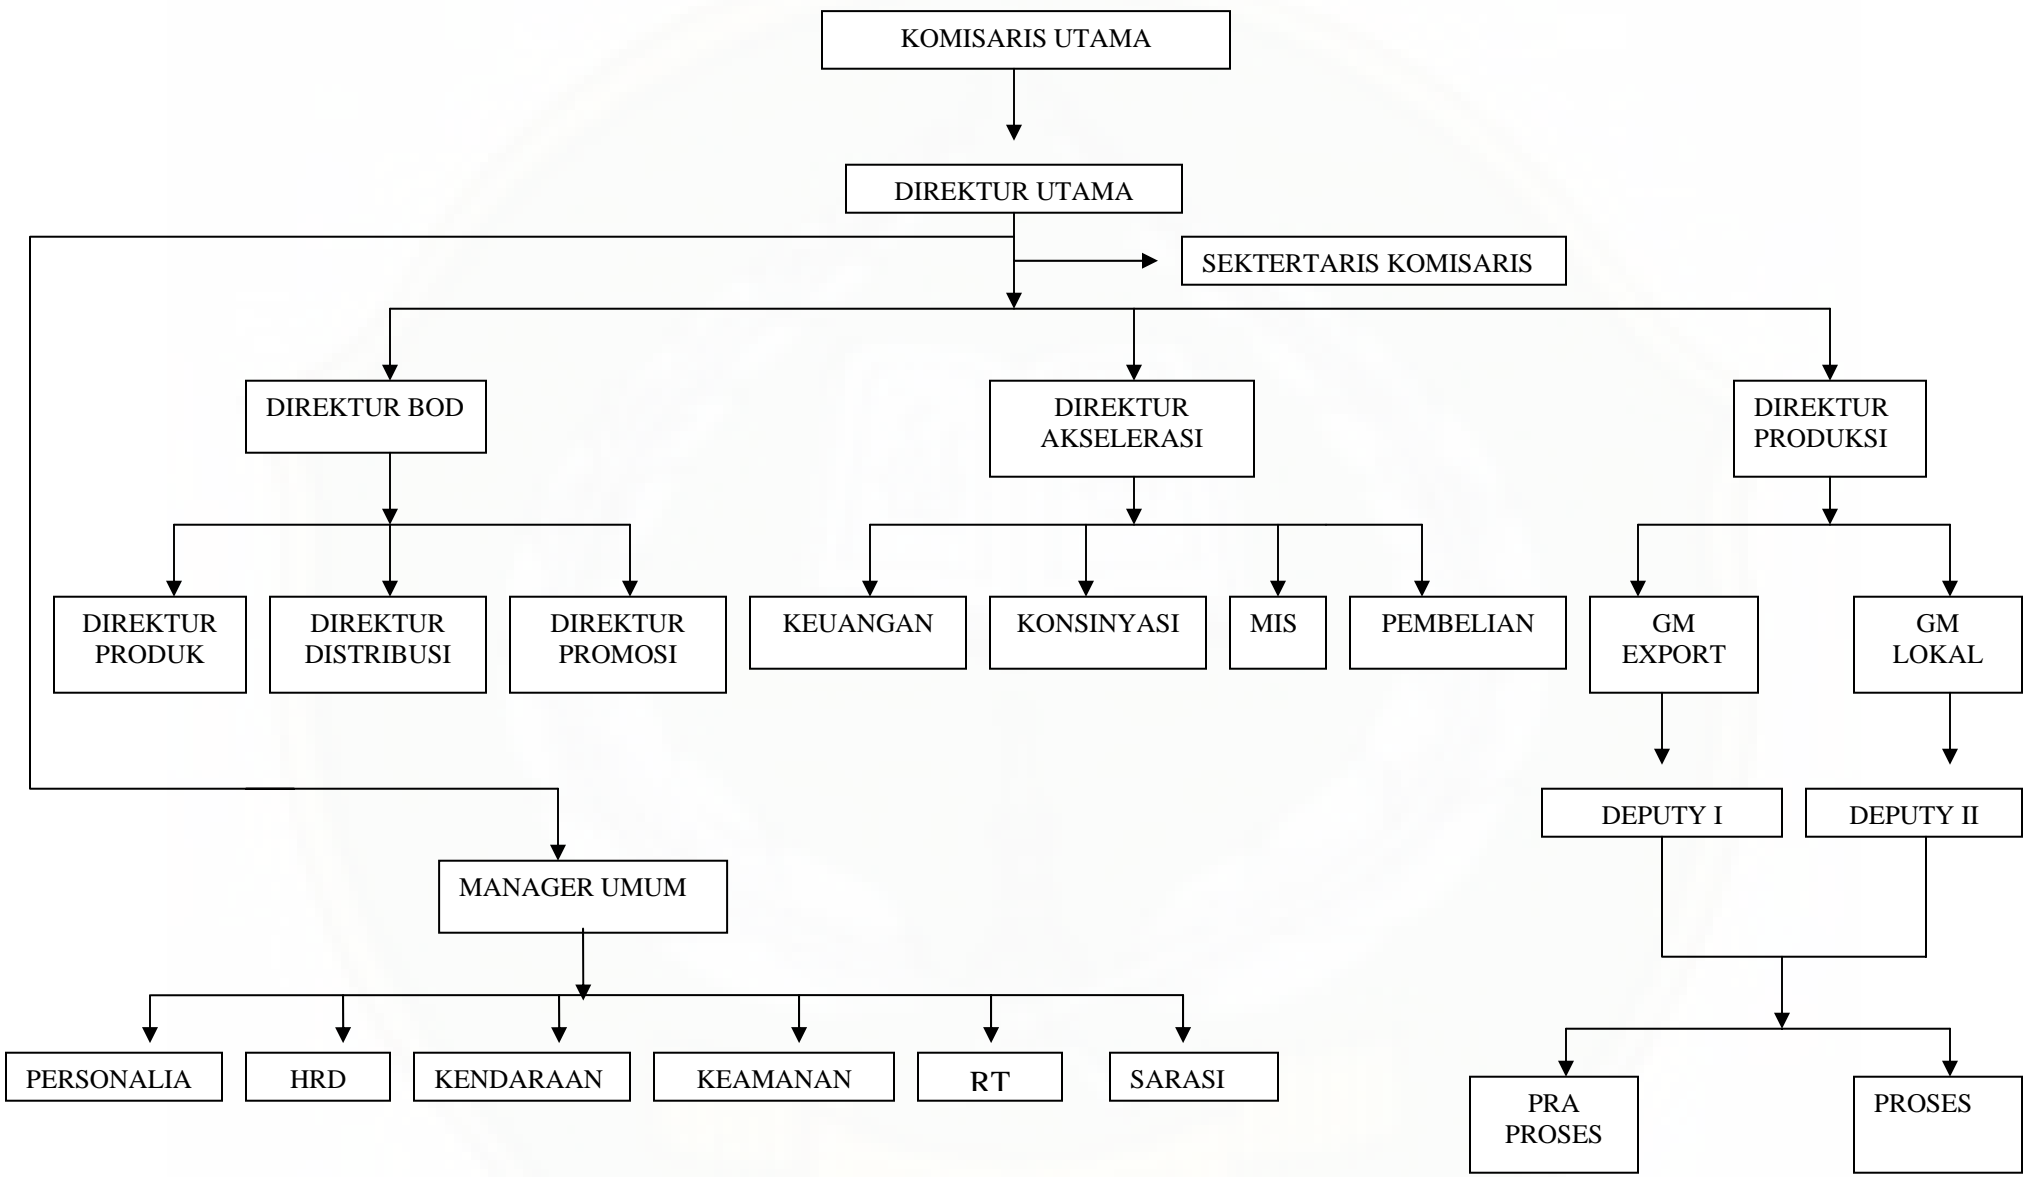 KOMISARIS UTAMA
DIREKTUR UTAMA
SEKTERTARIS KOMISARIS
DIREKTUR BOD
DIREKTUR
AKSELERASI
DIREKTUR
PRODUKSI
DIREKTUR
PRODUK
DIREKTUR
DISTRIBUSI
DIREKTUR
PROMOSI
KEUANGAN
KONSINYASI
MIS
PEMBELIAN
GM
EXPORT
GM
LOKAL
DEPUTY I
DEPUTY II
MANAGER UMUM
PERSONALIA
HRD
KENDARAAN
KEAMANAN
RT
SARASI
PRA
PROSES
PROSES